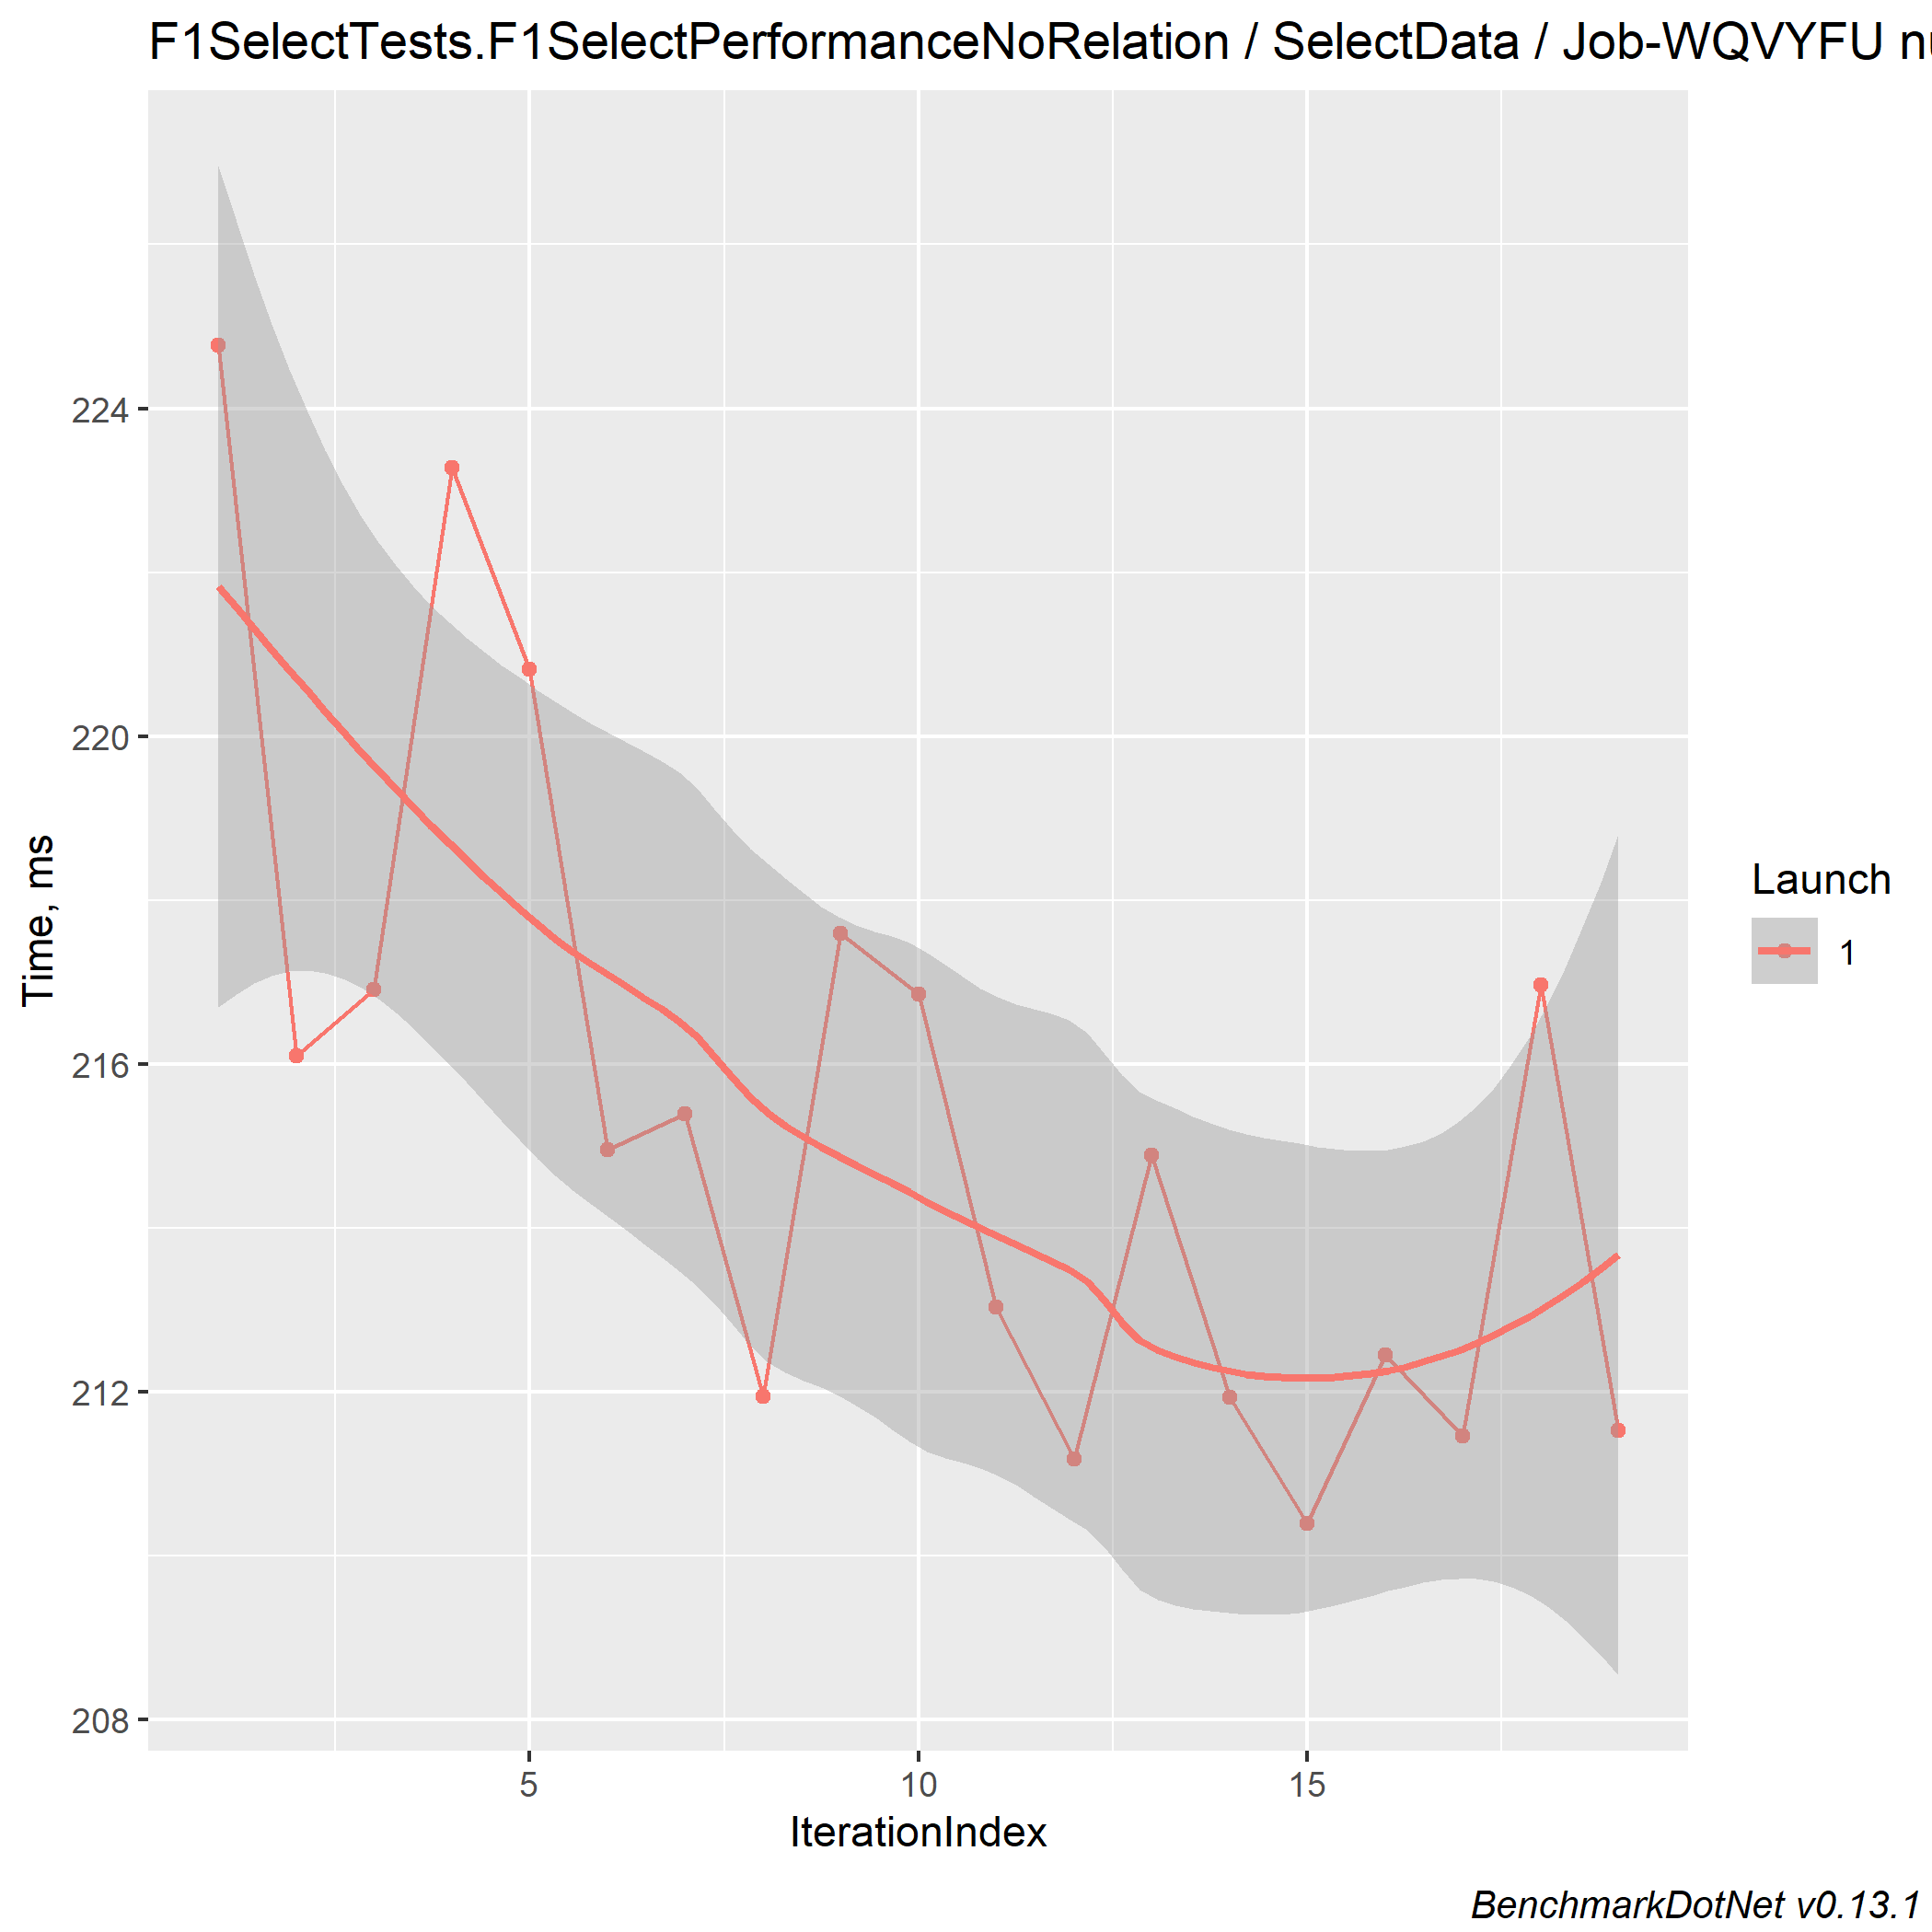 F1SelectTests.F1SelectPerformanceNoRelation / SelectData / Job-WQVYFU
Time, ms
224
220
216
212
208
5
10
15
IterationIndex
Launch
1
BenchmarkDotNet v0.13.1